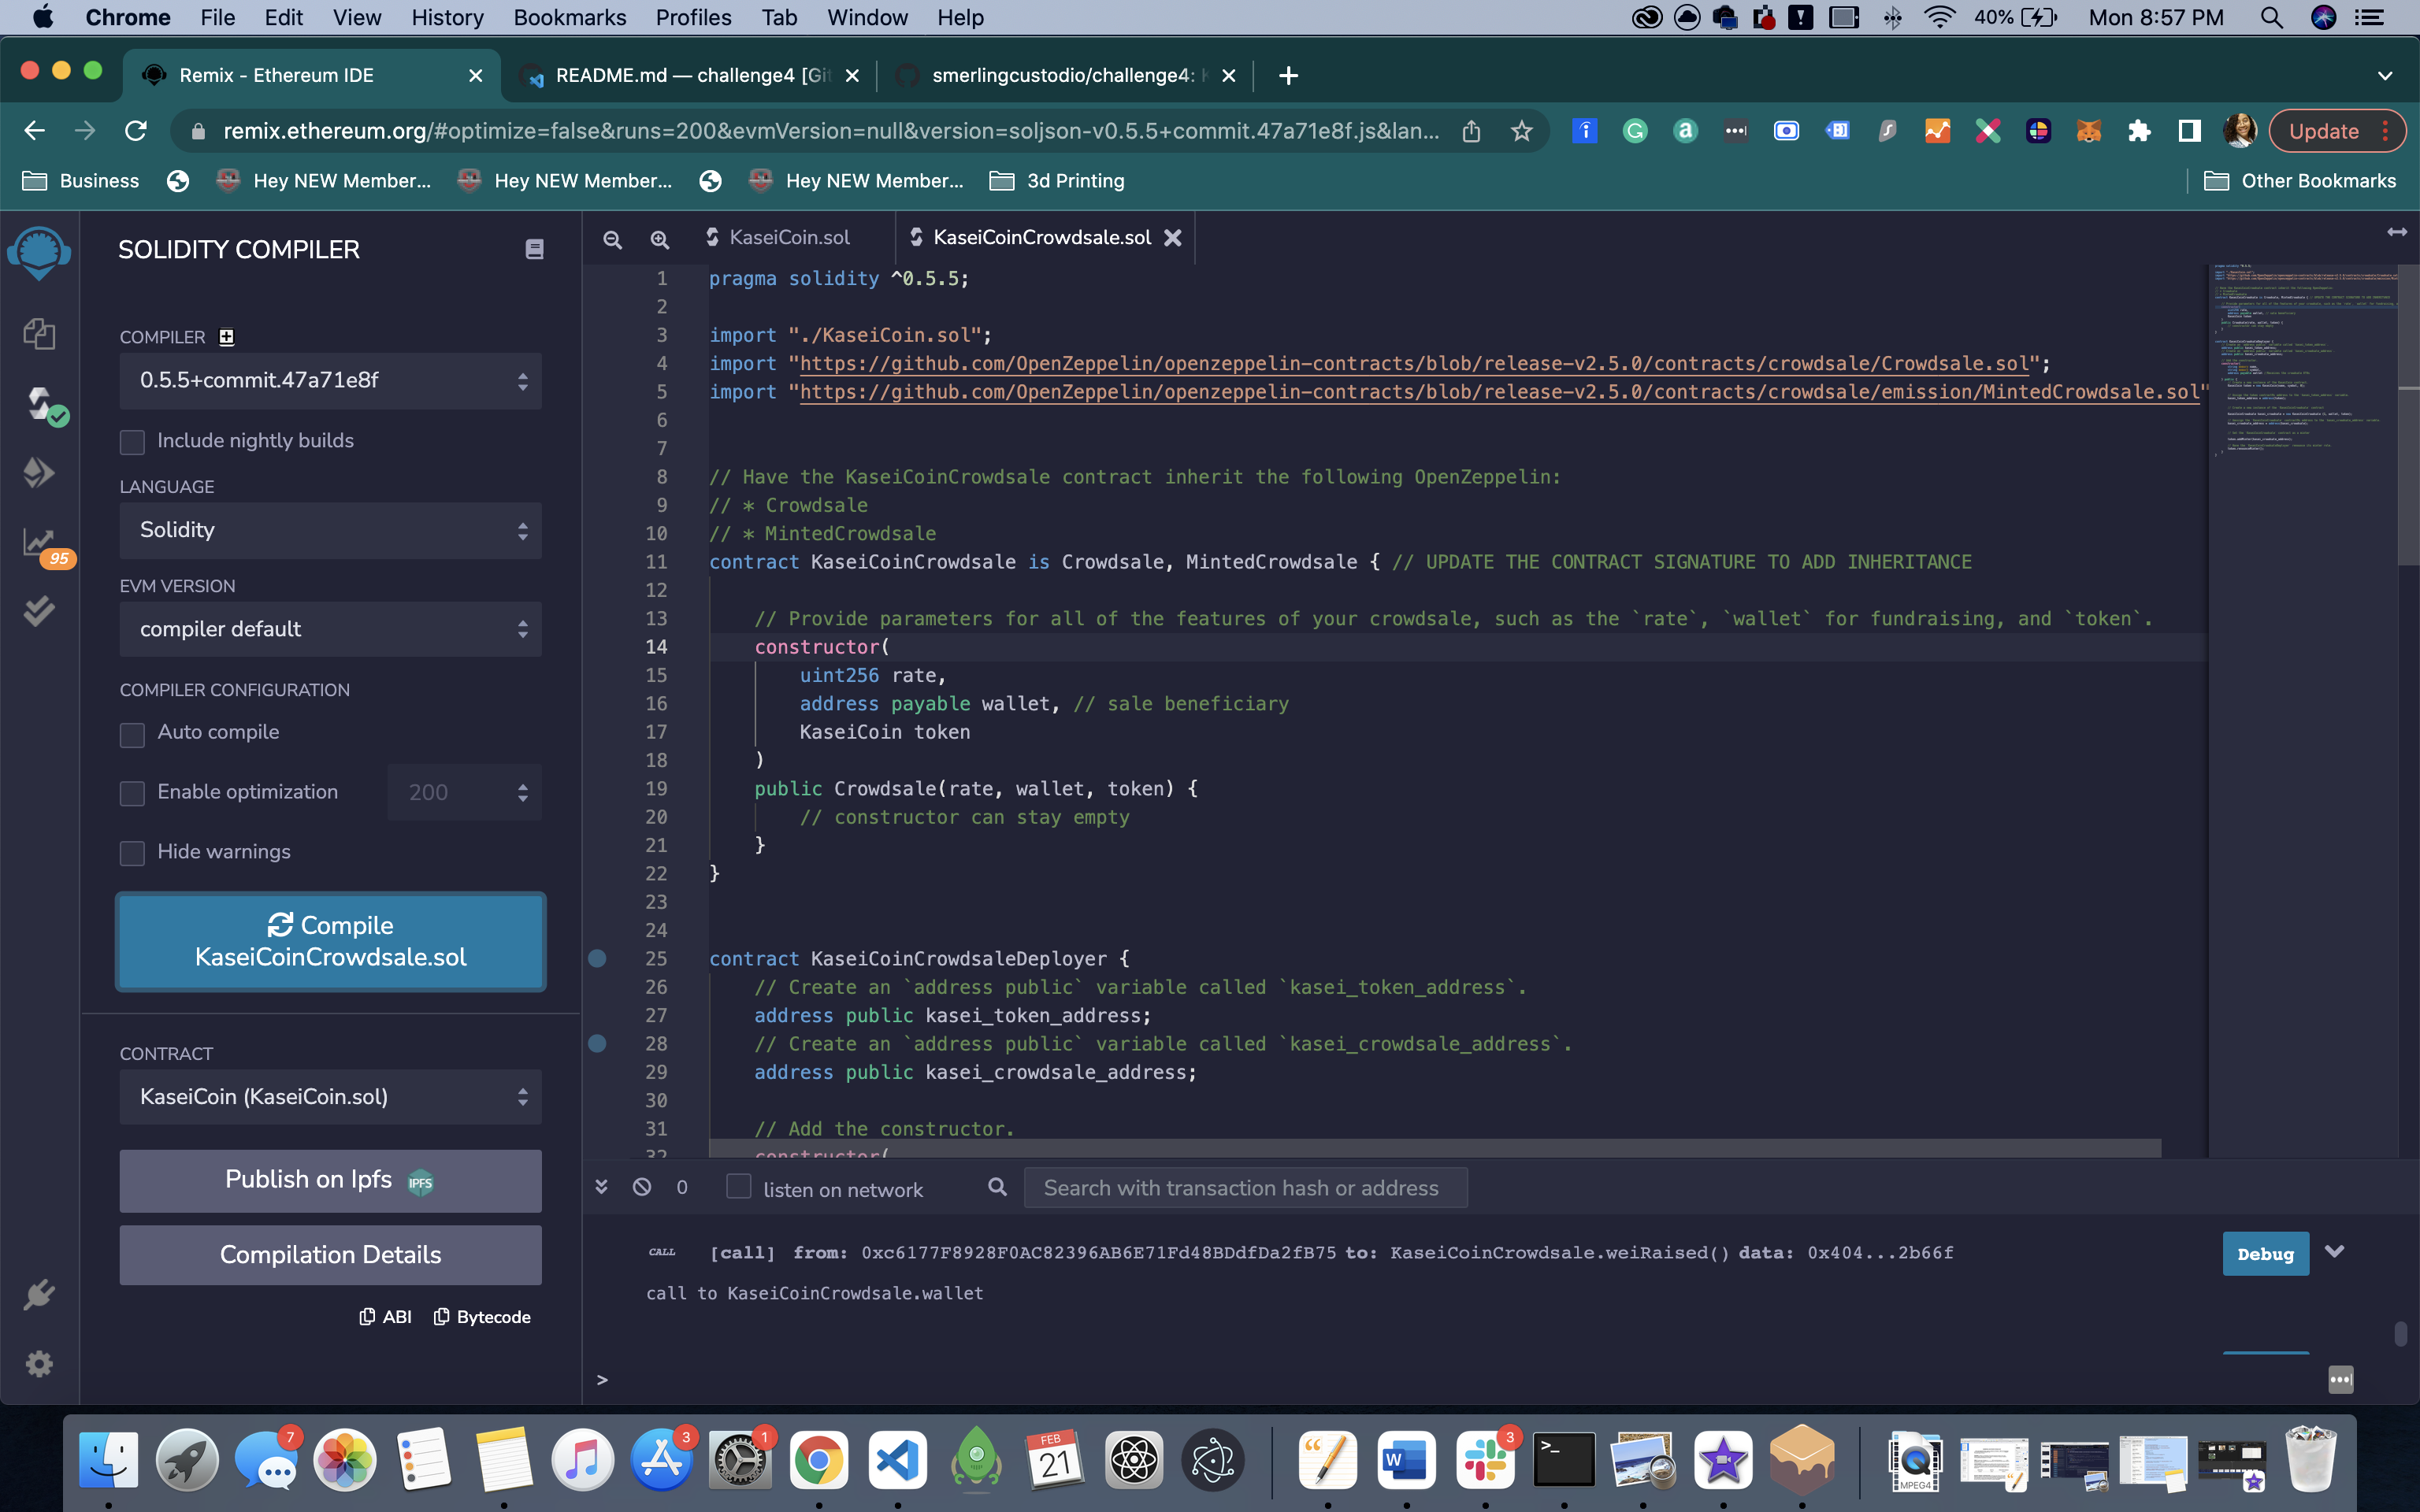 Chrome File Edit View History Bookmarks Profiles Tab Window Help 40% Mon 8:57 PM
Remix - Ethereum IDE README.md — challenge4 [Git smerlingcustodio/challenge4:
remix.ethereum.org/#optimize=false&runs=200&evmVersion=null&version=soljson-v0.5.5+commit.47a71e8f.js&lan... Update
Business Hey NEW Member... Hey NEW Member... Hey NEW Member... 3d Printing Other Bookmarks
SOLIDITY COMPILER
COMPILER
0.5.5+commit.47a71e8f
Include nightly builds
LANGUAGE
Solidity
95
EVM VERSION
compiler default
COMPILER CONFIGURATION
Auto compile
Enable optimization 200
Hide warnings
Compile
KaseiCoinCrowdsale.sol
CONTRACT
KaseiCoin (KaseiCoin.sol)
Publish on Ipfs IPFS
Compilation Details
ABI Bytecode
KaseiCoin.sol KaseiCoinCrowdsale.sol
1 pragma solidity ^0.5.5;
2
3 import "./KaseiCoin.sol";
4 import "https://github.com/OpenZeppelin/openzeppelin-contracts/blob/release-v2.5.0/contracts/crowdsale/Crowdsale.sol";
5 import "https://github.com/OpenZeppelin/openzeppelin-contracts/blob/release-v2.5.0/contracts/crowdsale/emission/MintedCrowdsale.sol"
6
7
8 // Have the KaseiCoinCrowdsale contract inherit the following OpenZeppelin:
9 // * Crowdsale
10 // * MintedCrowdsale
11 contract KaseiCoinCrowdsale is Crowdsale, MintedCrowdsale { // UPDATE THE CONTRACT SIGNATURE TO ADD INHERITANCE
12
13 // Provide parameters for all of the features of your crowdsale, such as the `rate`, `wallet` for fundraising, and `token`.
14 constructor(
15 uint256 rate,
16 address payable wallet, // sale beneficiary
17 KaseiCoin token
18 )
19 public Crowdsale(rate, wallet, token) {
20 // constructor can stay empty
21 }
22 }
23
24
25 contract KaseiCoinCrowdsaleDeployer {
26 // Create an `address public` variable called `kasei_token_address`.
27 address public kasei_token_address;
28 // Create an `address public` variable called `kasei_crowdsale_address`.
29 address public kasei_crowdsale_address;
30
31 // Add the constructor.
32 constructor(
0 listen on network Search with transaction hash or address
CALL [call] from: 0xc6177F8928F0AC82396AB6E71Fd48BDdfDa2fB75 to: KaseiCoinCrowdsale.weiRaised() data: 0x404...2b66f Debug
call to KaseiCoinCrowdsale.wallet
>
7 3 1 FEB 21 3 MPEG4